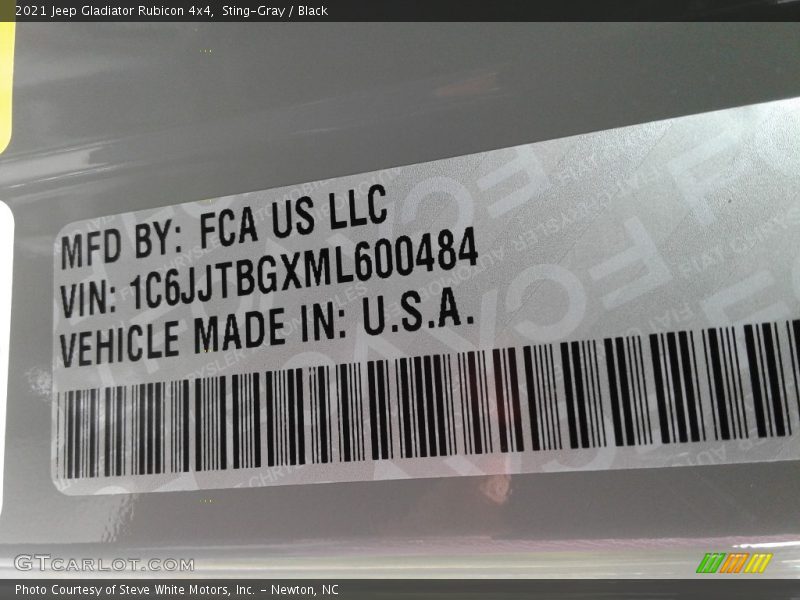 2021 Jeep Gladiator Rubicon 4x4,  Sting-Gray / Black
MFD BY: FCA US LLC
VIN: 1C6JJTBGXML600484
VEHICLE MADE IN: U.S.A.
GTCARLOT.COM
Photo Courtesy of Steve White Motors, Inc. - Newton, NC